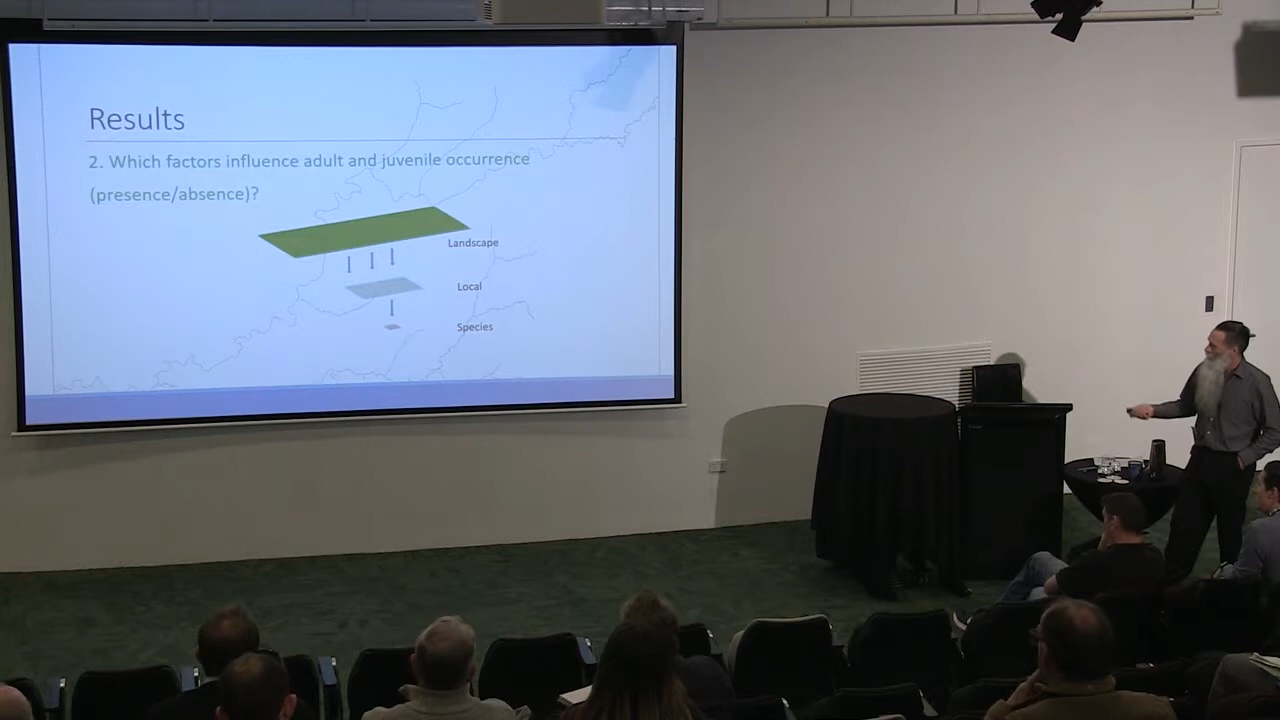 Results
2. Which factors influence adult and juvenile occurrence
(presence/absence)?
Landscape
Local
Species